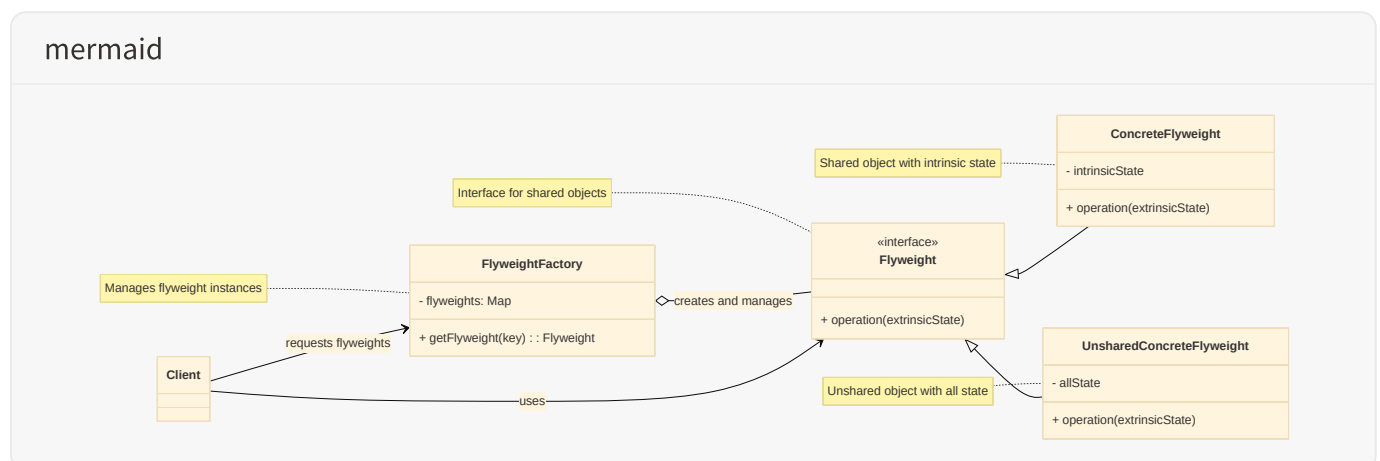 mermaid
ConcreteFlyweight
- intrinsicState
+ operation(extrinsicState)
Shared object with intrinsic state
Interface for shared objects
«interface»
Flyweight
+ operation(extrinsicState)
FlyweightFactory
- flyweights: Map
+ getFlyweight(key) : : Flyweight
Manages flyweight instances
creates and manages
requests flyweights
Client
uses
UnsharedConcreteFlyweight
- allState
+ operation(extrinsicState)
Unshared object with all state